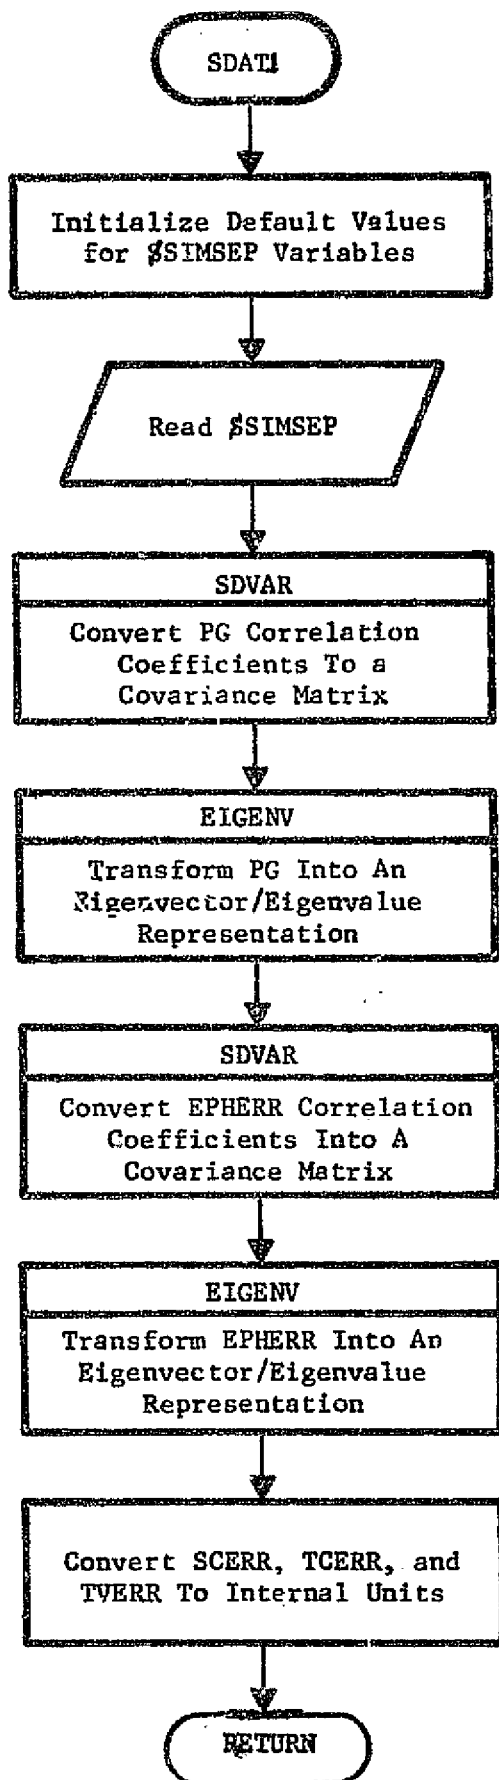 SDAT1
Initialize Default Values
for $SIMSEP Variables
Read $SIMSEP
SDVAR
Convert PG Correlation
Coefficients To a
Covariance Matrix
EIGENV
Transform PG Into An
Eigenvector/Eigenvalue
Representation
SDVAR
Convert EPHERR Correlation
Coefficients Into A
Covariance Matrix
EIGENV
Transform EPHERR Into An
Eigenvector/Eigenvalue
Representation
Convert SCERR, TCERR, and
TVERR To Internal Units
RETURN